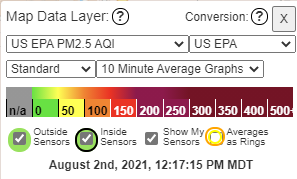 Map Data Layer: ? Conversion: ? X
US EPA PM2.5 AQI US EPA
Standard 10 Minute Average Graphs
n/a 0 50 100 150 200 250 300 350 400 500+
Outside Sensors Inside Sensors Show My Sensors Averages as Rings
August 2nd, 2021, 12:17:15 PM MDT